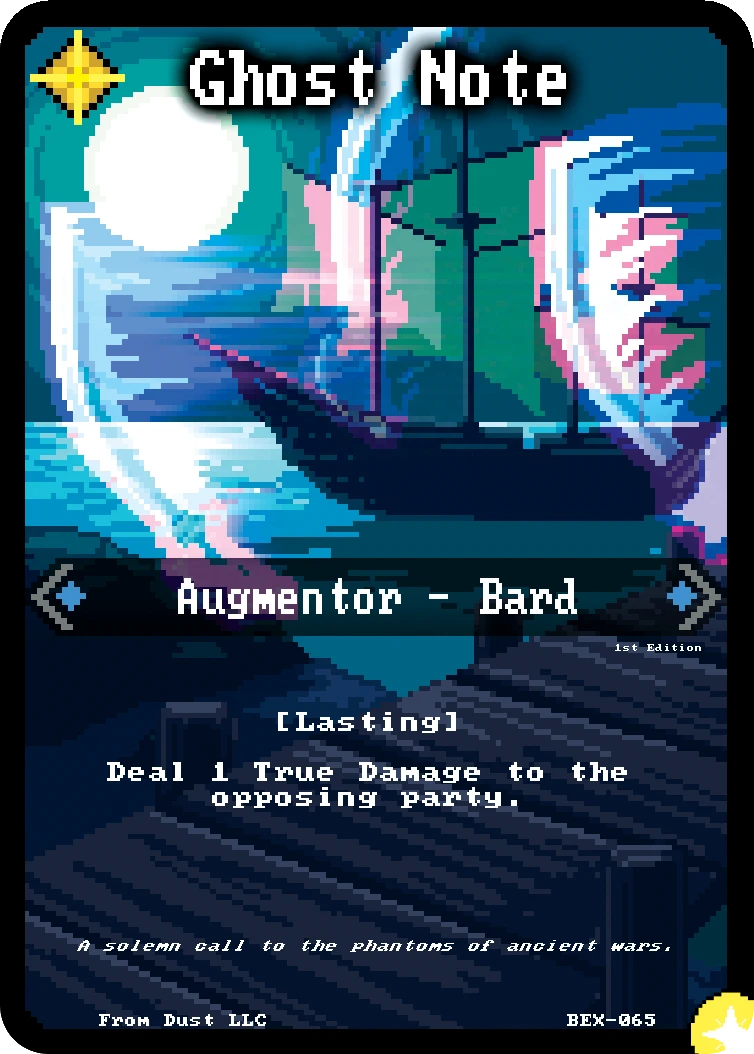 Ghost Note
Augmentor - Bard
1st Edition
[Lasting]
Deal 1 True Damage to the
opposing party.
A solemn call to the phantoms of ancient wars.
From Dust LLC
BEX-065